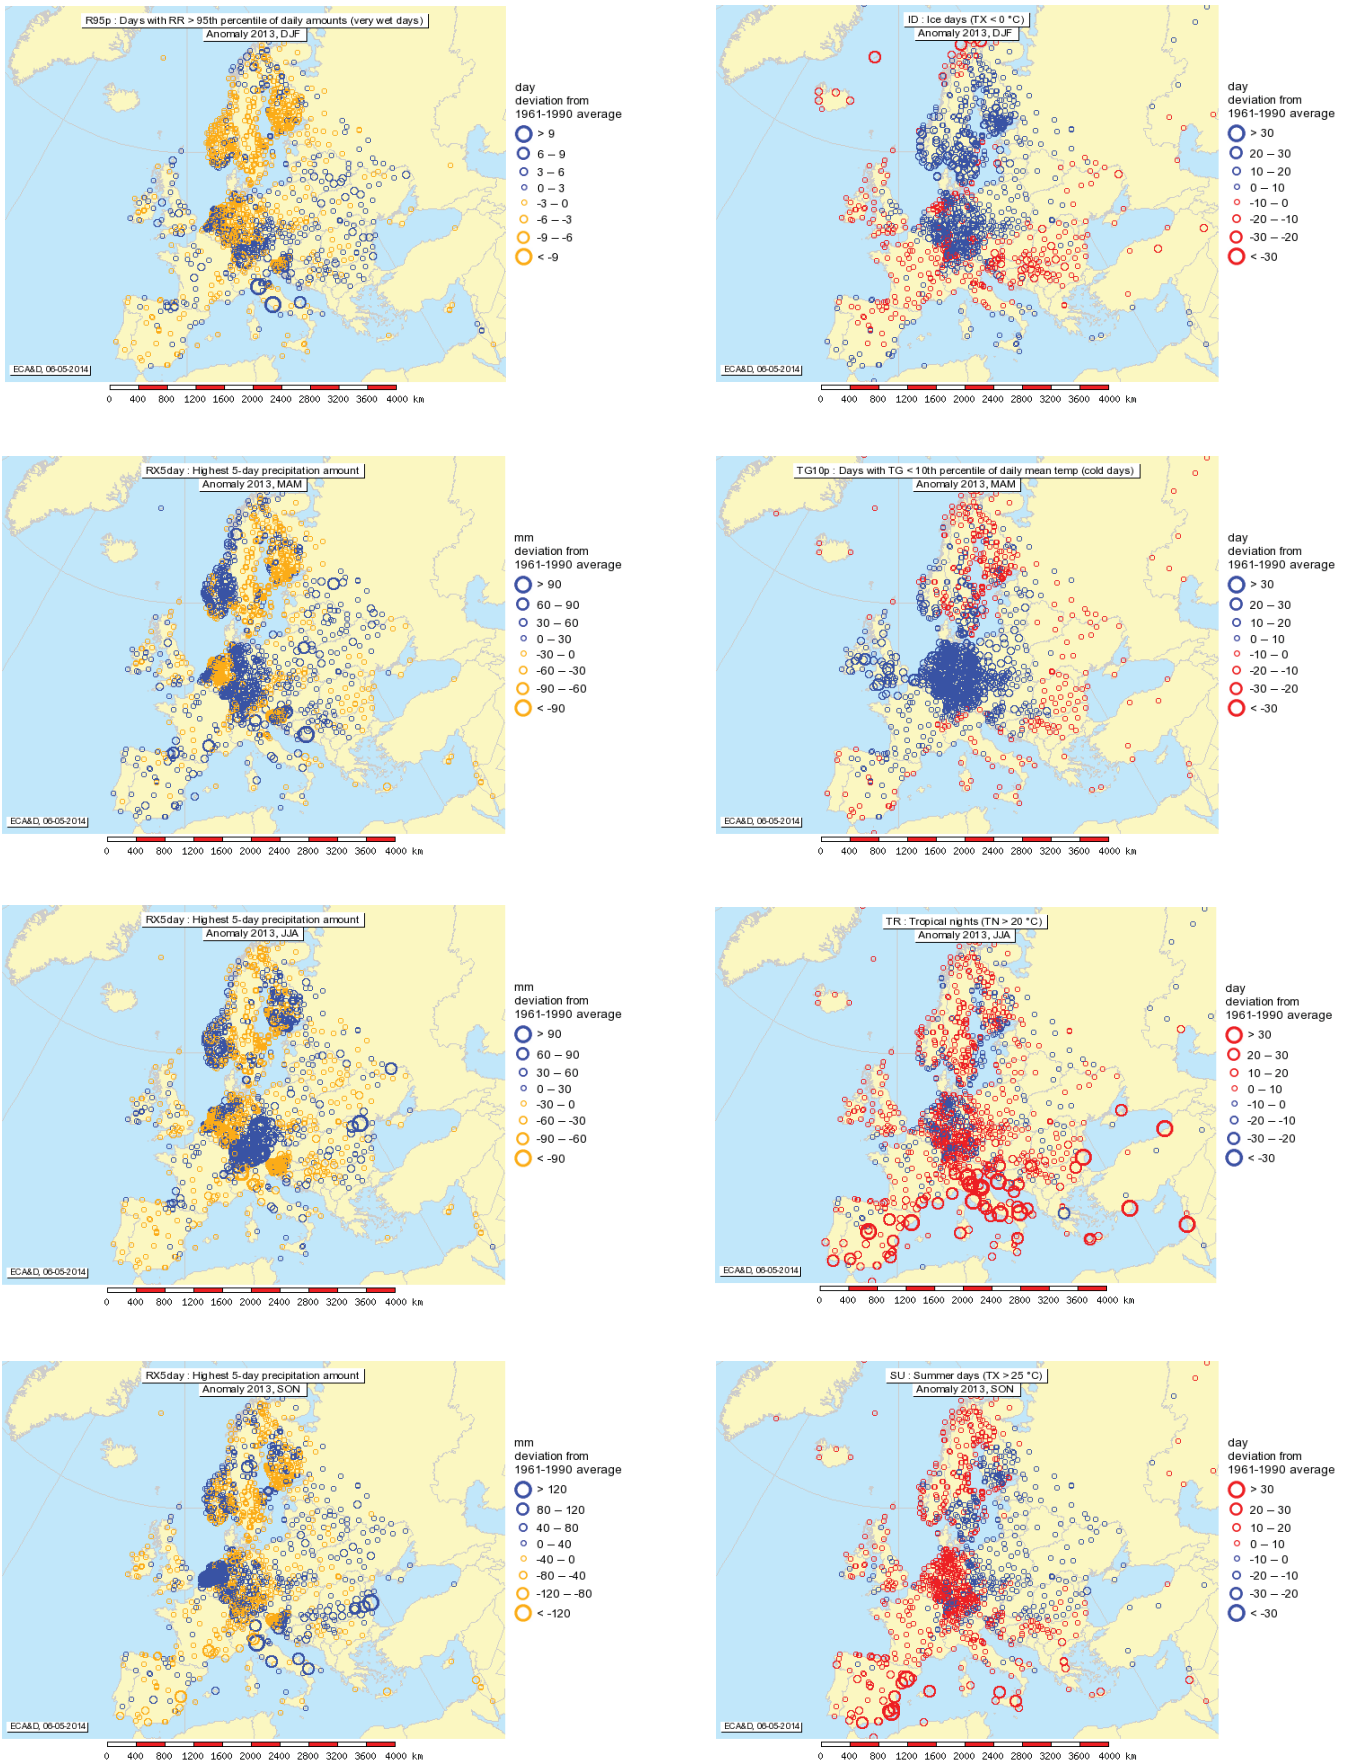 R95p : Days with RR > 95th percentile of daily amounts (very wet days)
Anomaly 2013, DJF
day
deviation from
1961-1990 average
> 9
6 – 9
3 – 6
0 – 3
-3 – 0
-6 – -3
-9 – -6
< -9
ECA&D, 06-05-2014
0 400 800 1200 1600 2000 2400 2800 3200 3600 4000 km
ID : Ice days (TX < 0 °C)
Anomaly 2013, DJF
day
deviation from
1961-1990 average
> 30
20 – 30
10 – 20
0 – 10
-10 – 0
-20 – -10
-30 – -20
< -30
ECA&D, 06-05-2014
0 400 800 1200 1600 2000 2400 2800 3200 3600 4000 km
RX5day : Highest 5-day precipitation amount
Anomaly 2013, MAM
mm
deviation from
1961-1990 average
> 90
60 – 90
30 – 60
0 – 30
-30 – 0
-60 – -30
-90 – -60
< -90
ECA&D, 06-05-2014
0 400 800 1200 1600 2000 2400 2800 3200 3600 4000 km
TG10p : Days with TG < 10th percentile of daily mean temp (cold days)
Anomaly 2013, MAM
day
deviation from
1961-1990 average
> 30
20 – 30
10 – 20
0 – 10
-10 – 0
-20 – -10
-30 – -20
< -30
ECA&D, 06-05-2014
0 400 800 1200 1600 2000 2400 2800 3200 3600 4000 km
RX5day : Highest 5-day precipitation amount
Anomaly 2013, JJA
mm
deviation from
1961-1990 average
> 90
60 – 90
30 – 60
0 – 30
-30 – 0
-60 – -30
-90 – -60
< -90
ECA&D, 06-05-2014
0 400 800 1200 1600 2000 2400 2800 3200 3600 4000 km
TR : Tropical nights (TN > 20 °C)
Anomaly 2013, JJA
day
deviation from
1961-1990 average
> 30
20 – 30
10 – 20
0 – 10
-10 – 0
-20 – -10
-30 – -20
< -30
ECA&D, 06-05-2014
0 400 800 1200 1600 2000 2400 2800 3200 3600 4000 km
RX5day : Highest 5-day precipitation amount
Anomaly 2013, SON
mm
deviation from
1961-1990 average
> 120
80 – 120
40 – 80
0 – 40
-40 – 0
-80 – -40
-120 – -80
< -120
ECA&D, 06-05-2014
0 400 800 1200 1600 2000 2400 2800 3200 3600 4000 km
SU : Summer days (TX > 25 °C)
Anomaly 2013, SON
day
deviation from
1961-1990 average
> 30
20 – 30
10 – 20
0 – 10
-10 – 0
-20 – -10
-30 – -20
< -30
ECA&D, 06-05-2014
0 400 800 1200 1600 2000 2400 2800 3200 3600 4000 km